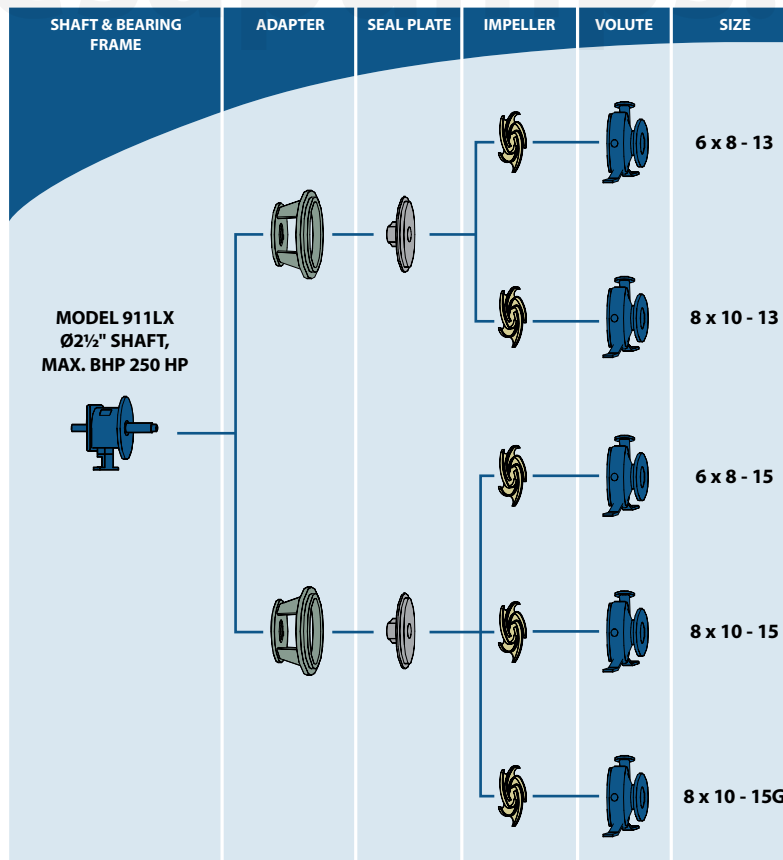 SHAFT & BEARING
FRAME
ADAPTER
SEAL PLATE
IMPELLER
VOLUTE
SIZE
6 x 8 - 13
MODEL 911LX
Ø2½" SHAFT,
MAX. BHP 250 HP
8 x 10 - 13
6 x 8 - 15
8 x 10 - 15
8 x 10 - 15G